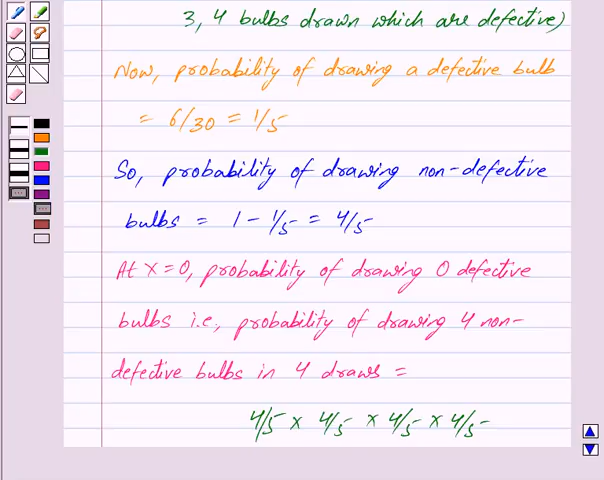 3, 4 bulbs drawn which are defective)
Now, probability of drawing a defective bulb
= 6/30 = 1/5
So, probability of drawing non-defective
bulbs = 1 - 1/5 = 4/5
At x=0, probability of drawing 0 defective
bulbs i.e, probability of drawing 4 non-
defective bulbs in 4 draws =
4/5 x 4/5 x 4/5 x 4/5